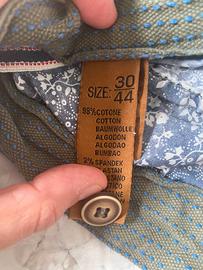 SIZE: 30
44
98% COTONE
COTTON
BAUMWOLLE
ALGODON
ALGODAO
BUMBAC
2% SPANDEX